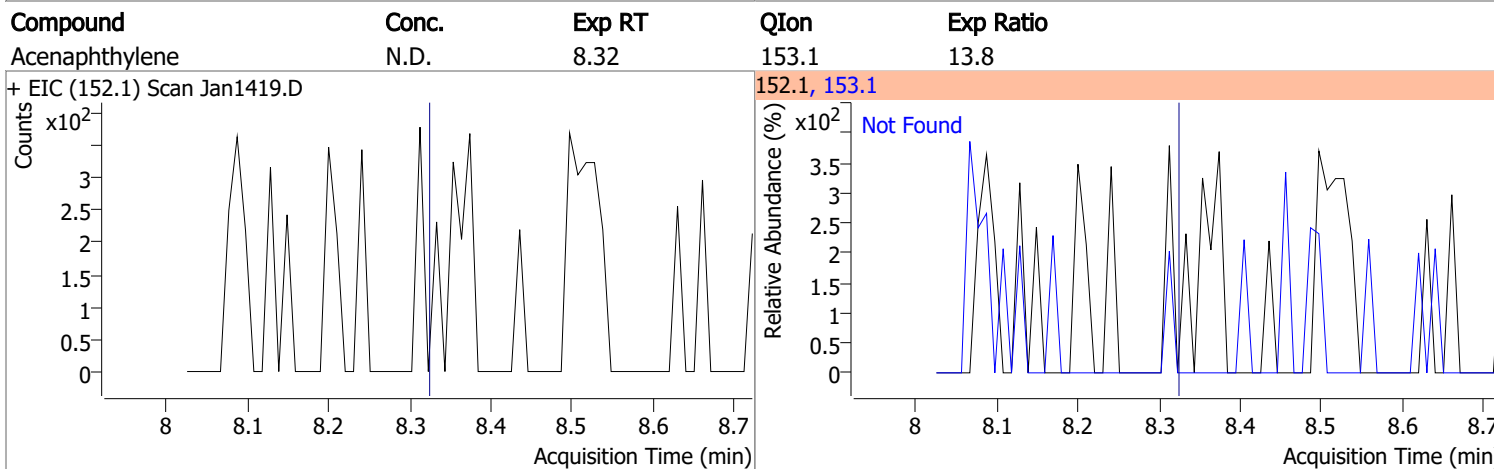 Compound Conc. Exp RT QIon Exp Ratio
Acenaphthylene N.D. 8.32 153.1 13.8
+ EIC (152.1) Scan Jan1419.D
Counts
x10²
3
2.5
2
1.5
1
0.5
0
8 8.1 8.2 8.3 8.4 8.5 8.6 8.7
Acquisition Time (min)
152.1, 153.1
Relative Abundance (%)
x10²
Not Found
3.5
3
2.5
2
1.5
1
0.5
0
8 8.1 8.2 8.3 8.4 8.5 8.6 8.7
Acquisition Time (min